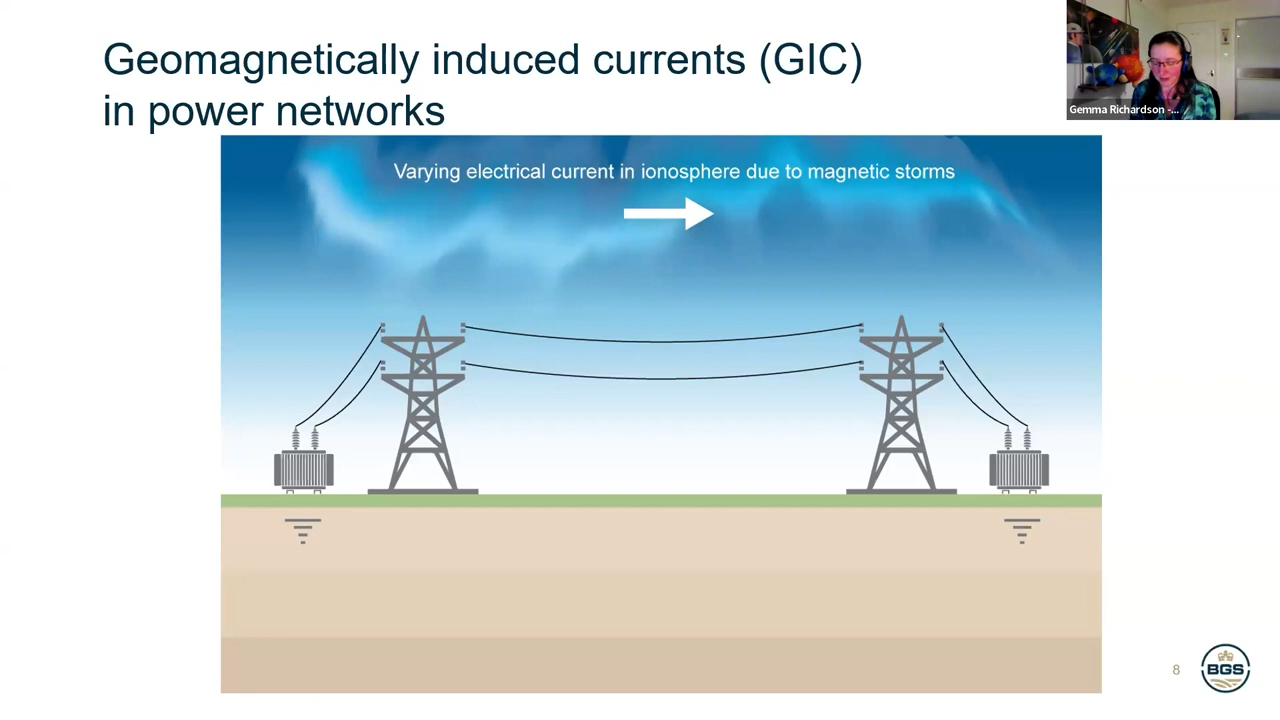 Geomagnetically induced currents (GIC)
in power networks
Gemma Richardson -...
Varying electrical current in ionosphere due to magnetic storms
8
BGS